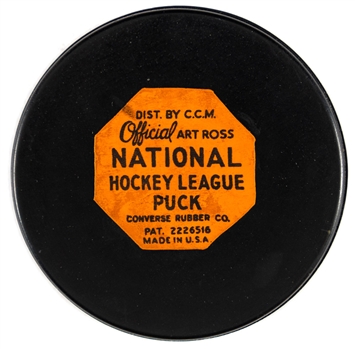 DIST. BY C.C.M.
Official ART ROSS
NATIONAL
HOCKEY LEAGUE
PUCK
CONVERSE RUBBER CO.
PAT. 2226516
MADE IN U.S.A